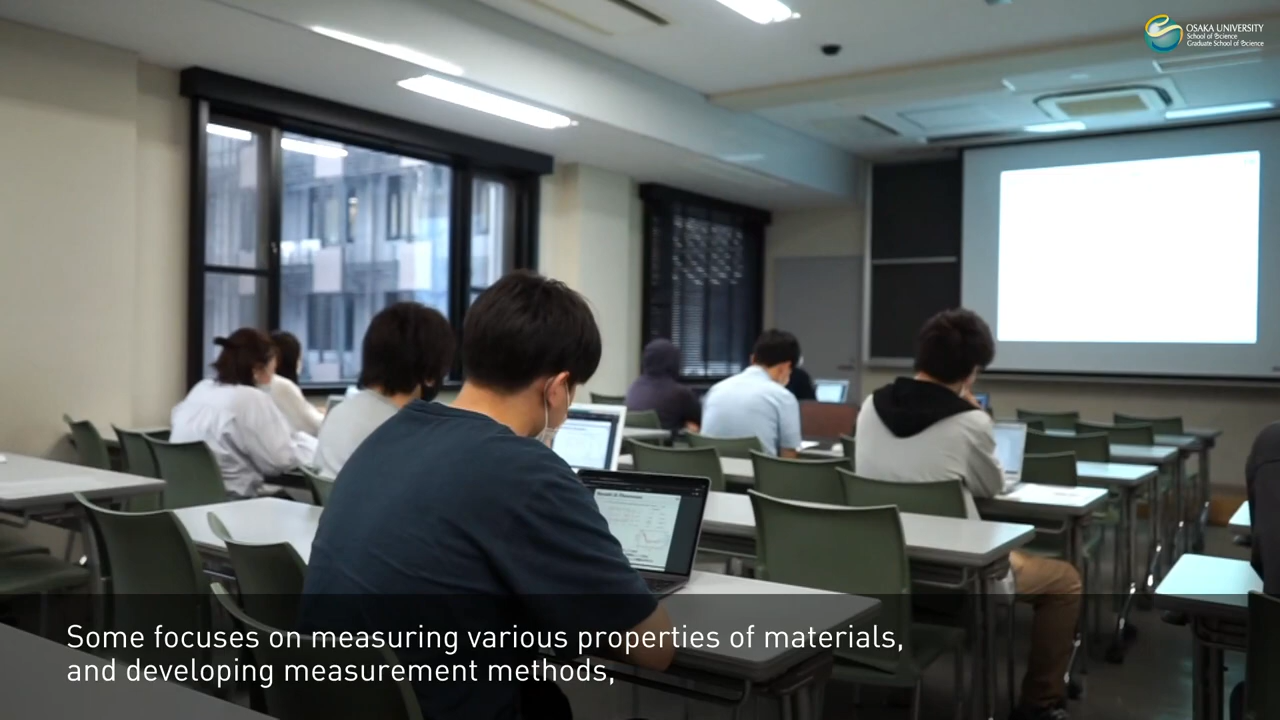 OSAKA UNIVERSITY
School of Science
Graduate School of Science
Some focuses on measuring various properties of materials,
and developing measurement methods,